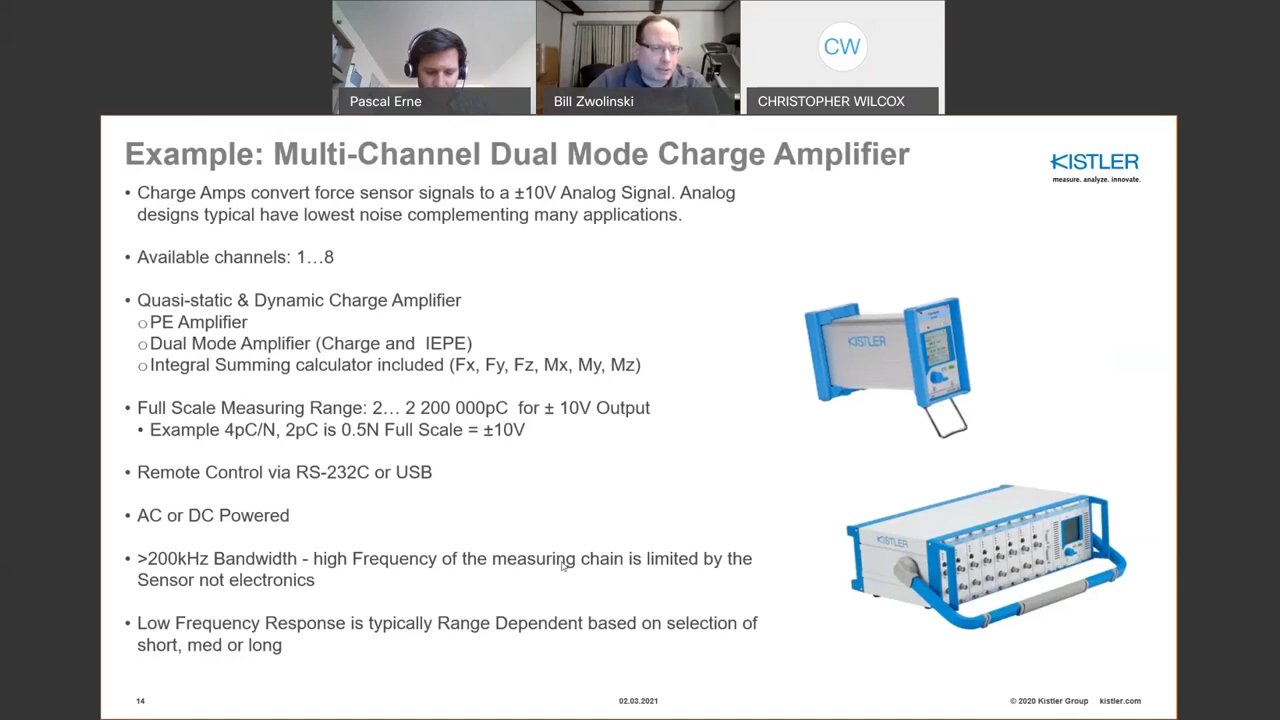 Pascal Erne
Bill Zwolinski
CW
CHRISTOPHER WILCOX
Example: Multi-Channel Dual Mode Charge Amplifier
KISTLER
measure. analyze. innovate.
• Charge Amps convert force sensor signals to a ±10V Analog Signal. Analog
designs typical have lowest noise complementing many applications.
• Available channels: 1…8
• Quasi-static & Dynamic Charge Amplifier
○ PE Amplifier
○ Dual Mode Amplifier (Charge and IEPE)
○ Integral Summing calculator included (Fx, Fy, Fz, Mx, My, Mz)
• Full Scale Measuring Range: 2… 2 200 000pC for ± 10V Output
• Example 4pC/N, 2pC is 0.5N Full Scale = ±10V
• Remote Control via RS-232C or USB
• AC or DC Powered
• >200kHz Bandwidth - high Frequency of the measuring chain is limited by the
Sensor not electronics
• Low Frequency Response is typically Range Dependent based on selection of
short, med or long
KISTLER
KISTLER
14
02.03.2021
© 2020 Kistler Group kistler.com